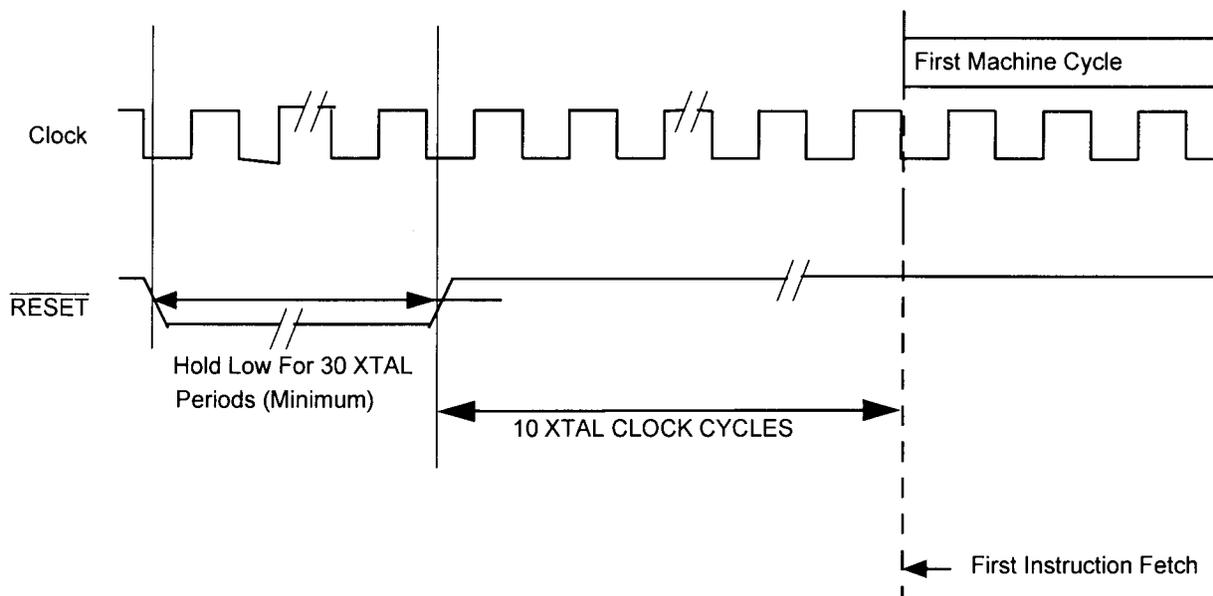 First Machine Cycle
Clock
RESET
Hold Low For 30 XTAL
Periods (Minimum)
10 XTAL CLOCK CYCLES
First Instruction Fetch